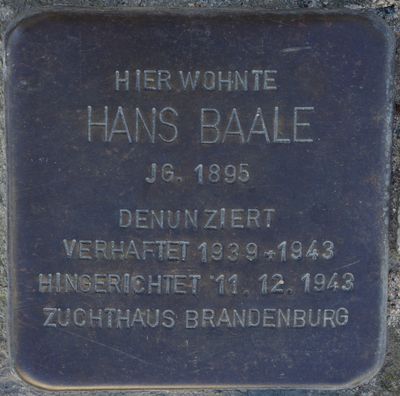 HIER WOHNTE
HANS BAALE
JG. 1895
DENUNZIERT
VERHAFTET 1939+1943
HINGERICHTET 11. 12. 1943
ZUCHTHAUS BRANDENBURG